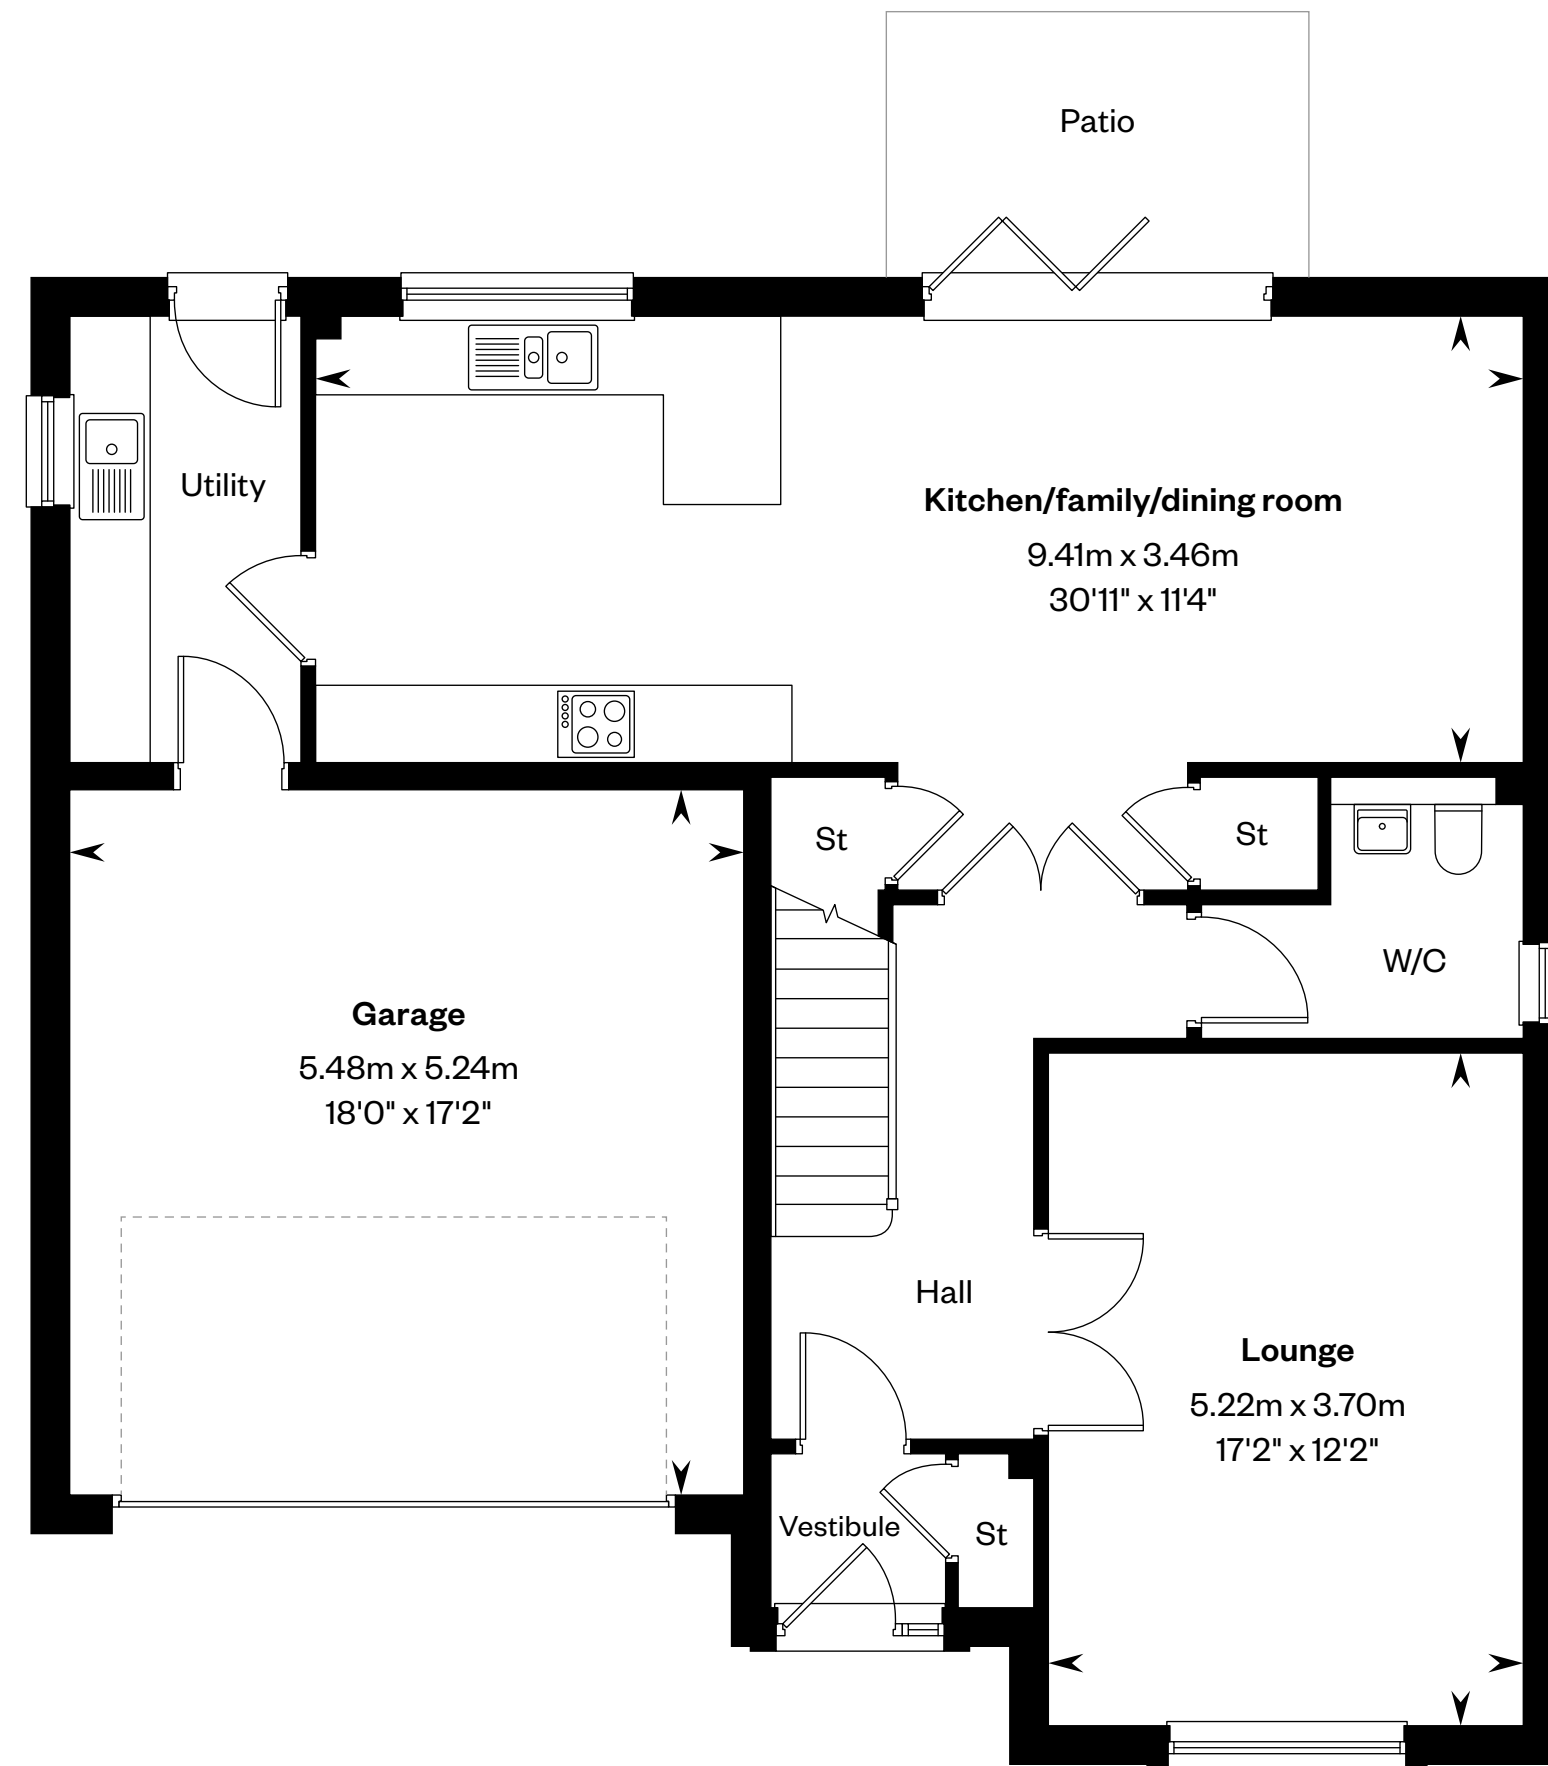 Patio
Utility
Kitchen/family/dining room
9.41m x 3.46m
30'11" x 11'4"
St
St
W/C
Garage
5.48m x 5.24m
18'0" x 17'2"
Hall
Lounge
5.22m x 3.70m
17'2" x 12'2"
Vestibule
St